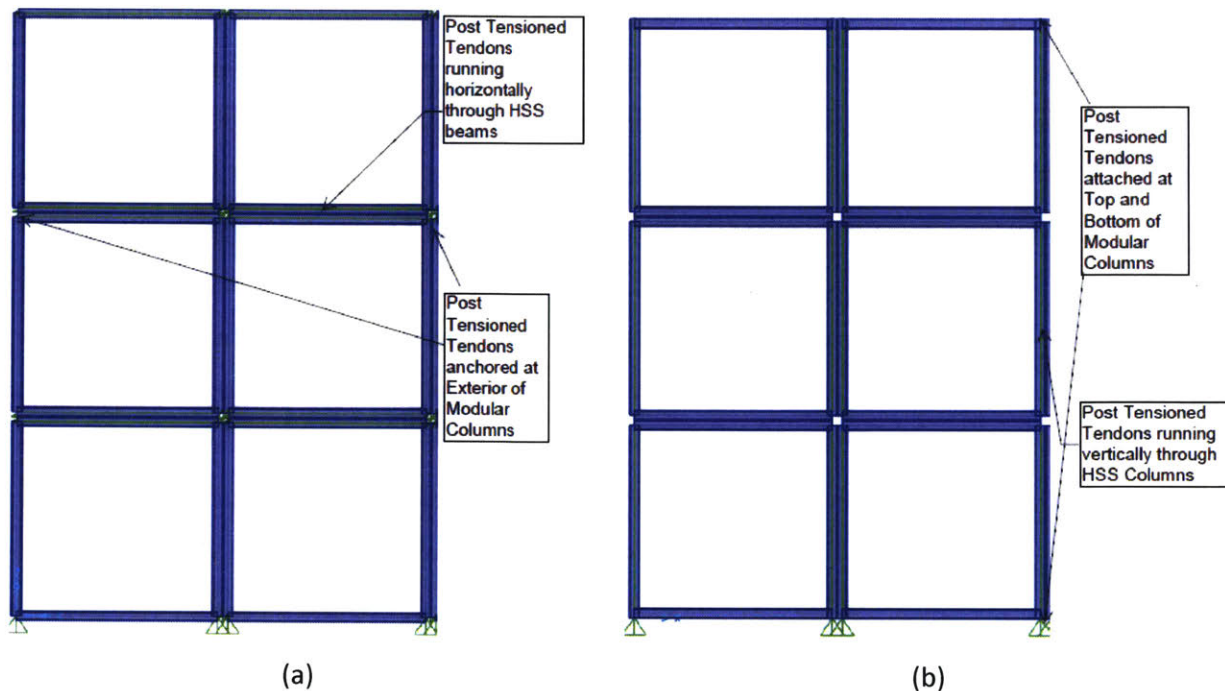 Post Tensioned
Tendons
running
horizontally
through HSS
beams
Post
Tensioned
Tendons
anchored at
Exterior of
Modular
Columns
(a)
Post
Tensioned
Tendons
attached at
Top and
Bottom of
Modular
Columns
Post Tensioned
Tendons running
vertically through
HSS Columns
(b)